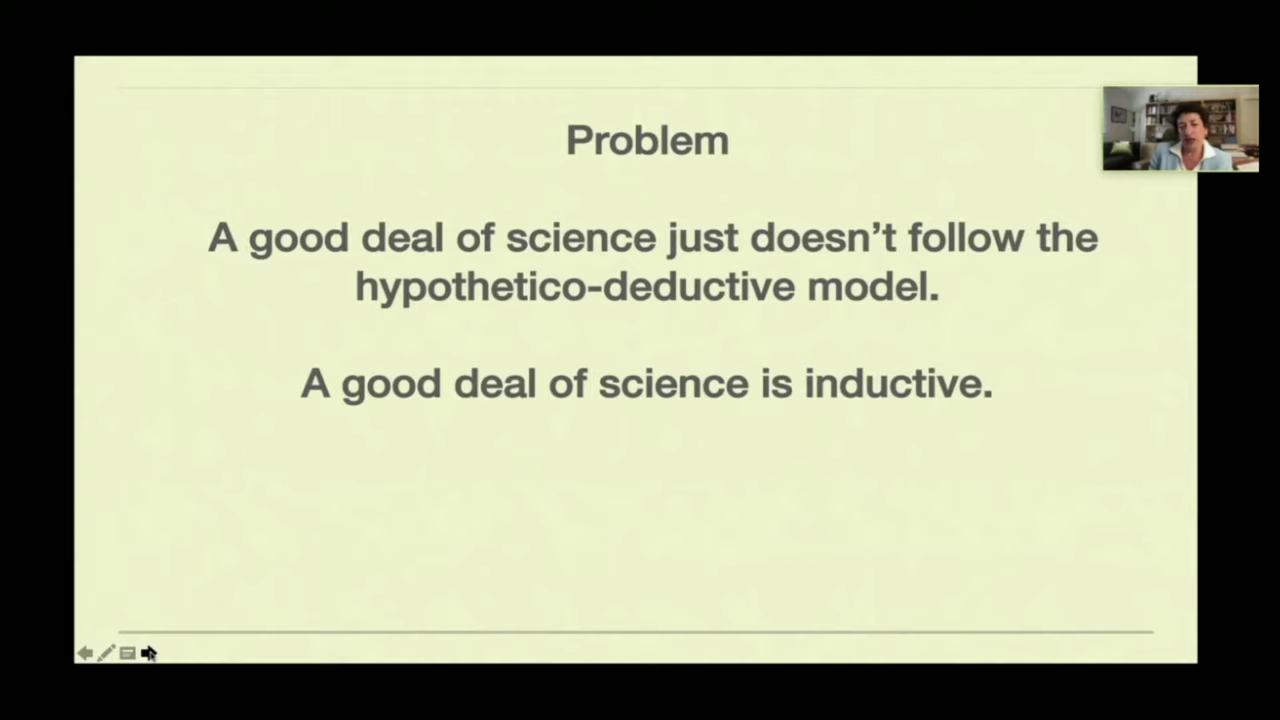 Problem
A good deal of science just doesn’t follow the
hypothetico-deductive model.
A good deal of science is inductive.